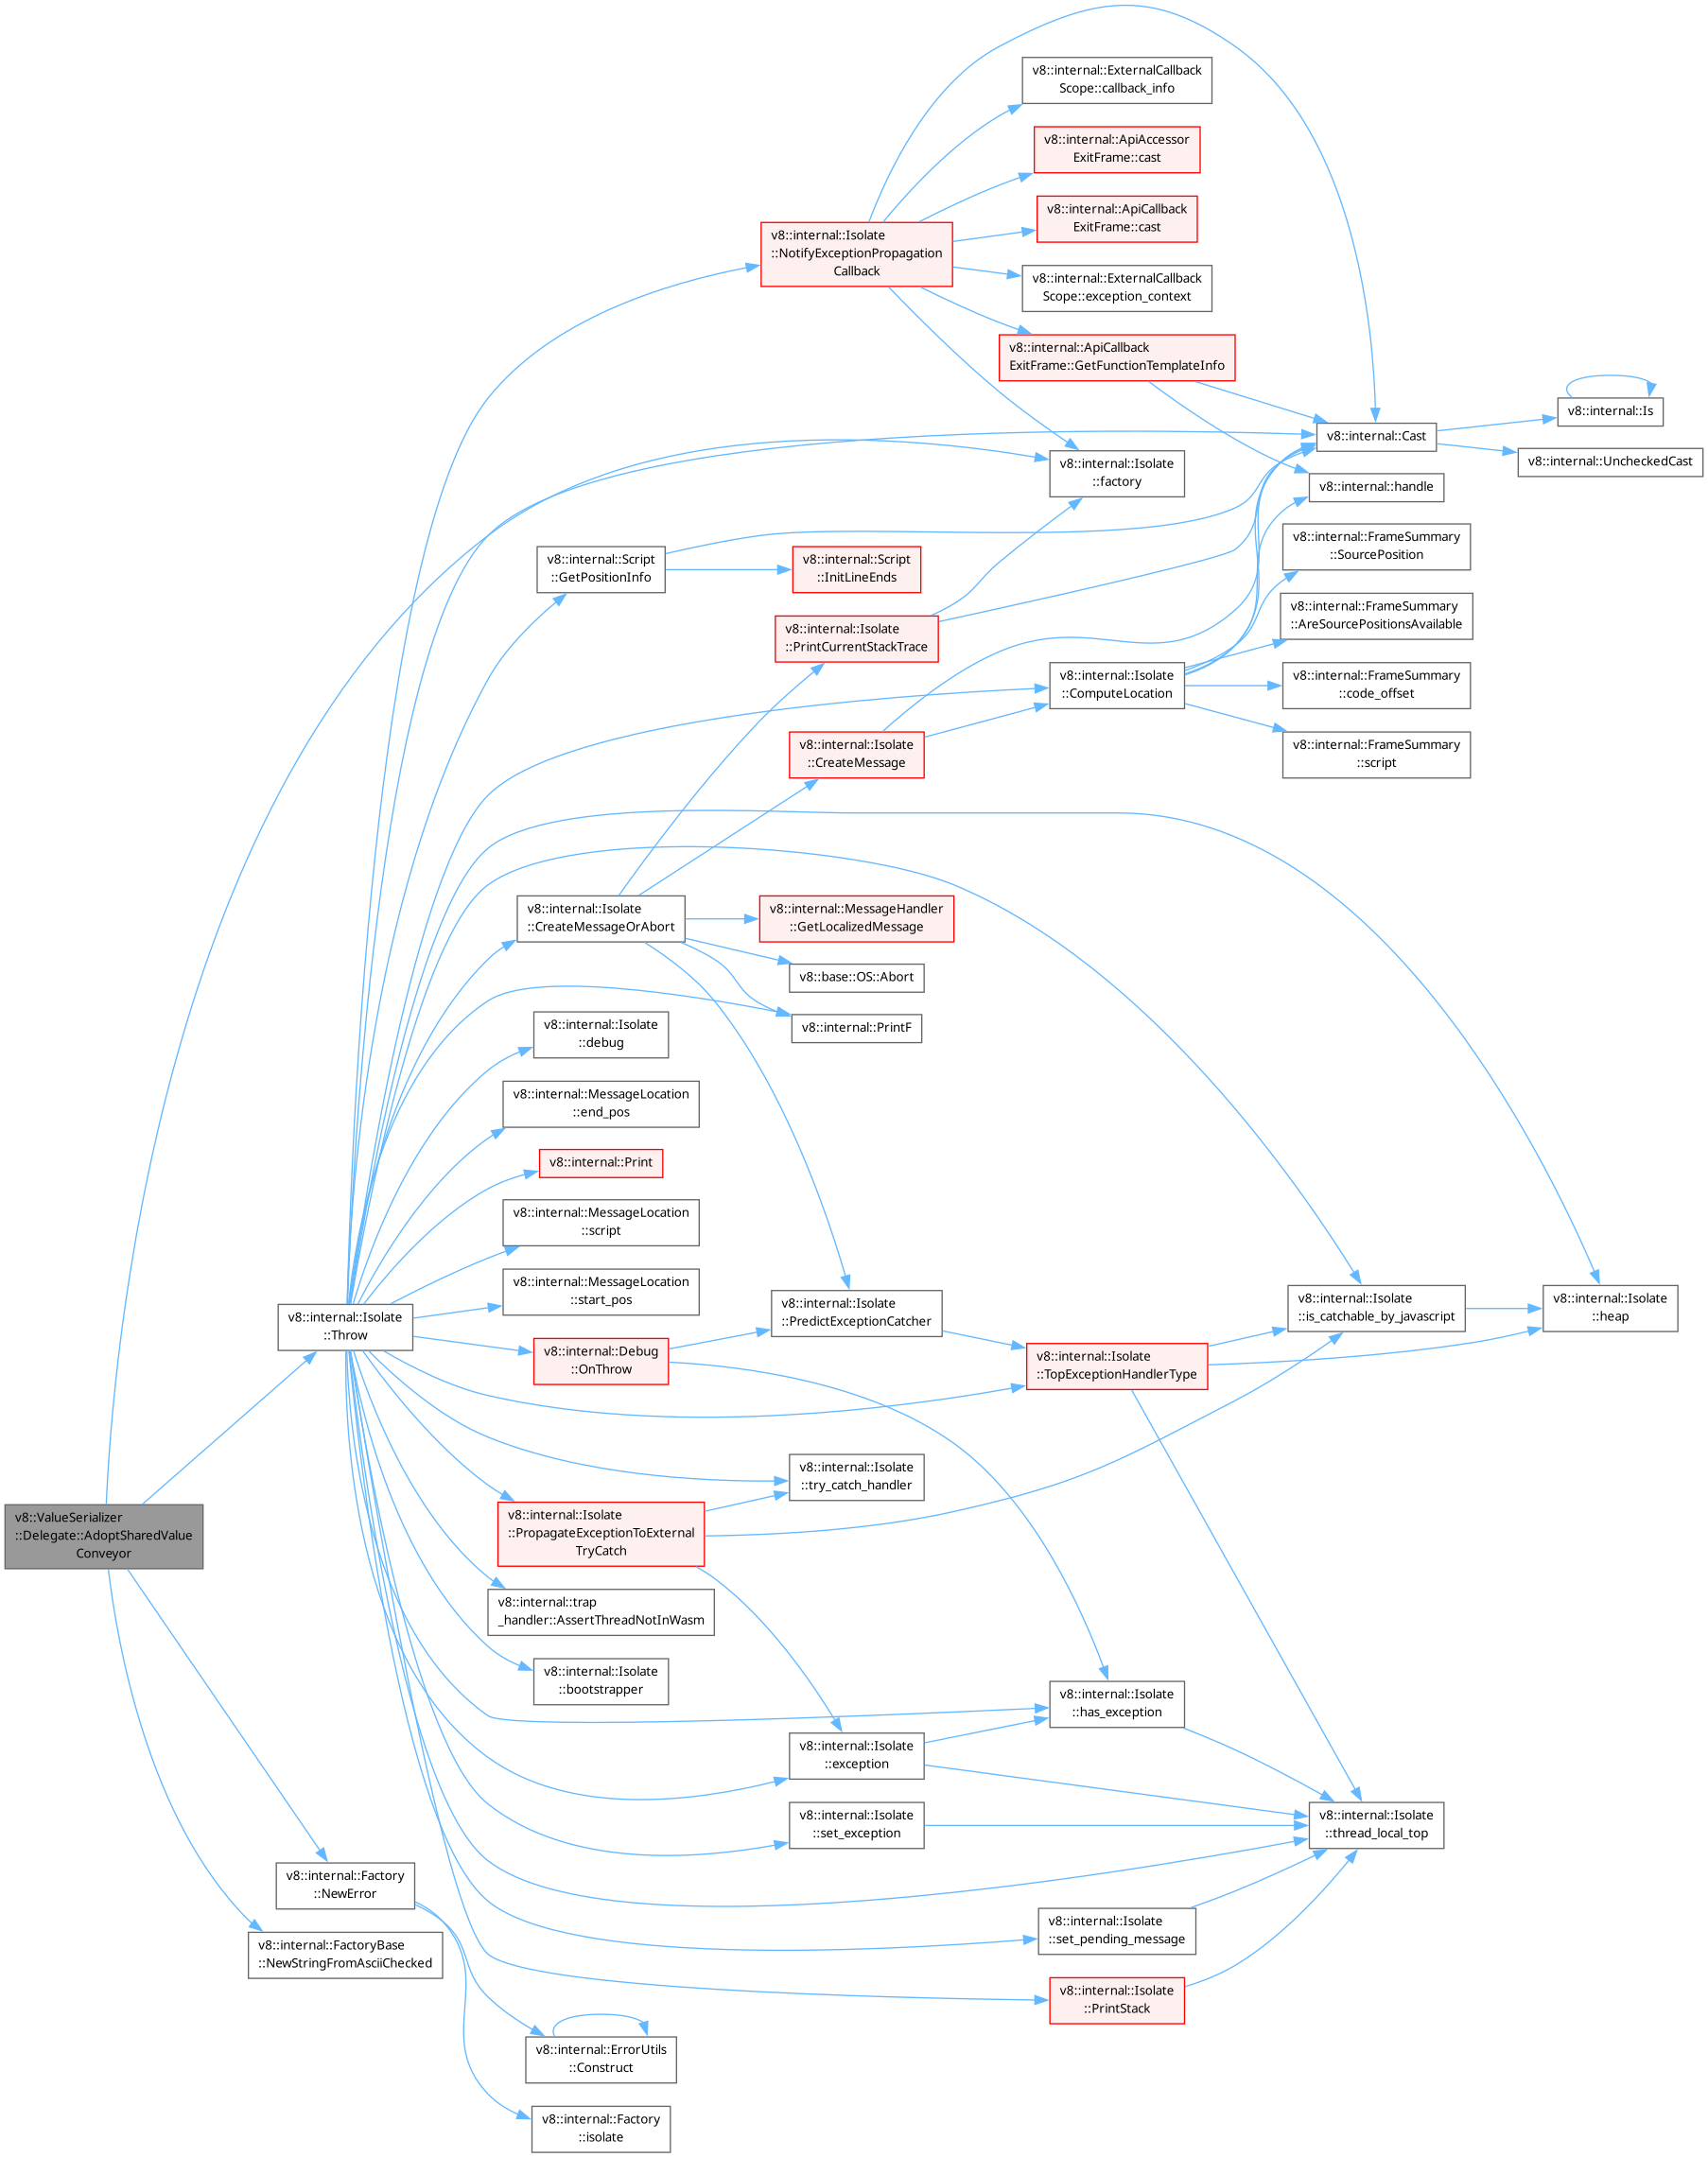 v8::internal::ExternalCallback
Scope::callback_info
v8::internal::ApiAccessor
ExitFrame::cast
v8::internal::ApiCallback
ExitFrame::cast
v8::internal::Isolate
::NotifyExceptionPropagation
Callback
v8::internal::ExternalCallback
Scope::exception_context
v8::internal::ApiCallback
ExitFrame::GetFunctionTemplateInfo
v8::internal::Is
v8::internal::Cast
v8::internal::UncheckedCast
v8::internal::Isolate
::factory
v8::internal::handle
v8::internal::FrameSummary
::SourcePosition
v8::internal::Script
::GetPositionInfo
v8::internal::Script
::InitLineEnds
v8::internal::FrameSummary
::AreSourcePositionsAvailable
v8::internal::Isolate
::PrintCurrentStackTrace
v8::internal::Isolate
::ComputeLocation
v8::internal::FrameSummary
::code_offset
v8::internal::Isolate
::CreateMessage
v8::internal::FrameSummary
::script
v8::internal::Isolate
::CreateMessageOrAbort
v8::internal::MessageHandler
::GetLocalizedMessage
v8::base::OS::Abort
v8::internal::PrintF
v8::internal::Isolate
::debug
v8::internal::MessageLocation
::end_pos
v8::internal::Print
v8::internal::MessageLocation
::script
v8::internal::MessageLocation
::start_pos
v8::internal::Isolate
::Throw
v8::internal::Isolate
::PredictExceptionCatcher
v8::internal::Isolate
::is_catchable_by_javascript
v8::internal::Isolate
::heap
v8::internal::Debug
::OnThrow
v8::internal::Isolate
::TopExceptionHandlerType
v8::internal::Isolate
::try_catch_handler
v8::ValueSerializer
::Delegate::AdoptSharedValue
Conveyor
v8::internal::Isolate
::PropagateExceptionToExternal
TryCatch
v8::internal::trap
_handler::AssertThreadNotInWasm
v8::internal::Isolate
::bootstrapper
v8::internal::Isolate
::has_exception
v8::internal::Isolate
::exception
v8::internal::Isolate
::set_exception
v8::internal::Isolate
::thread_local_top
v8::internal::Factory
::NewError
v8::internal::Isolate
::set_pending_message
v8::internal::FactoryBase
::NewStringFromAsciiChecked
v8::internal::Isolate
::PrintStack
v8::internal::ErrorUtils
::Construct
v8::internal::Factory
::isolate